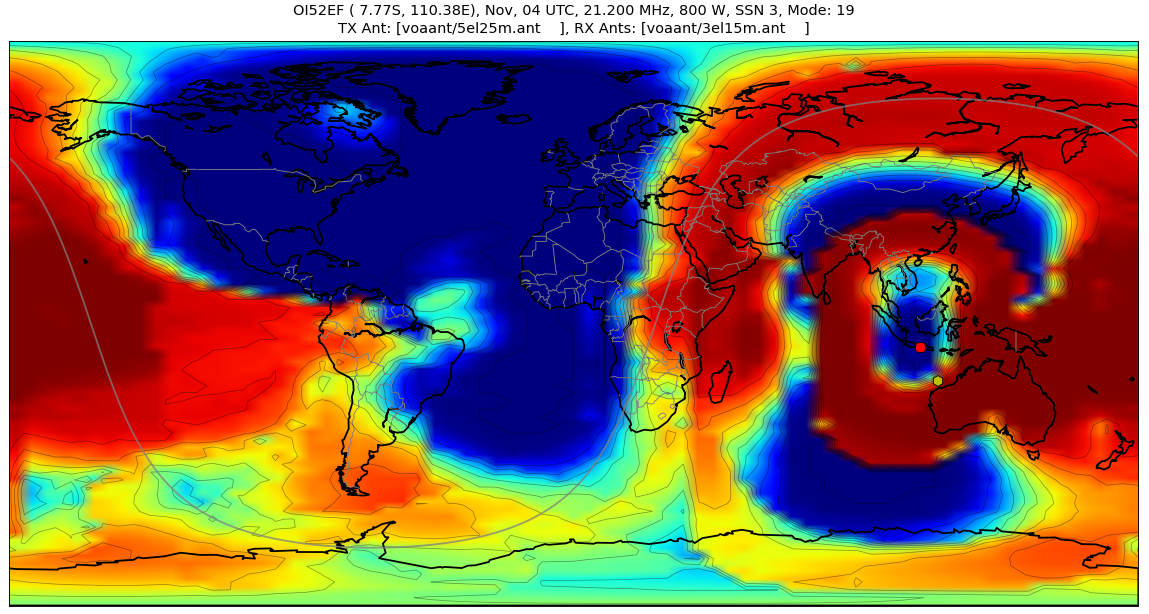 OI52EF ( 7.77S, 110.38E), Nov, 04 UTC, 21.200 MHz, 800 W, SSN 3, Mode: 19
TX Ant: [voaant/5el25m.ant    ], RX Ants: [voaant/3el15m.ant    ]